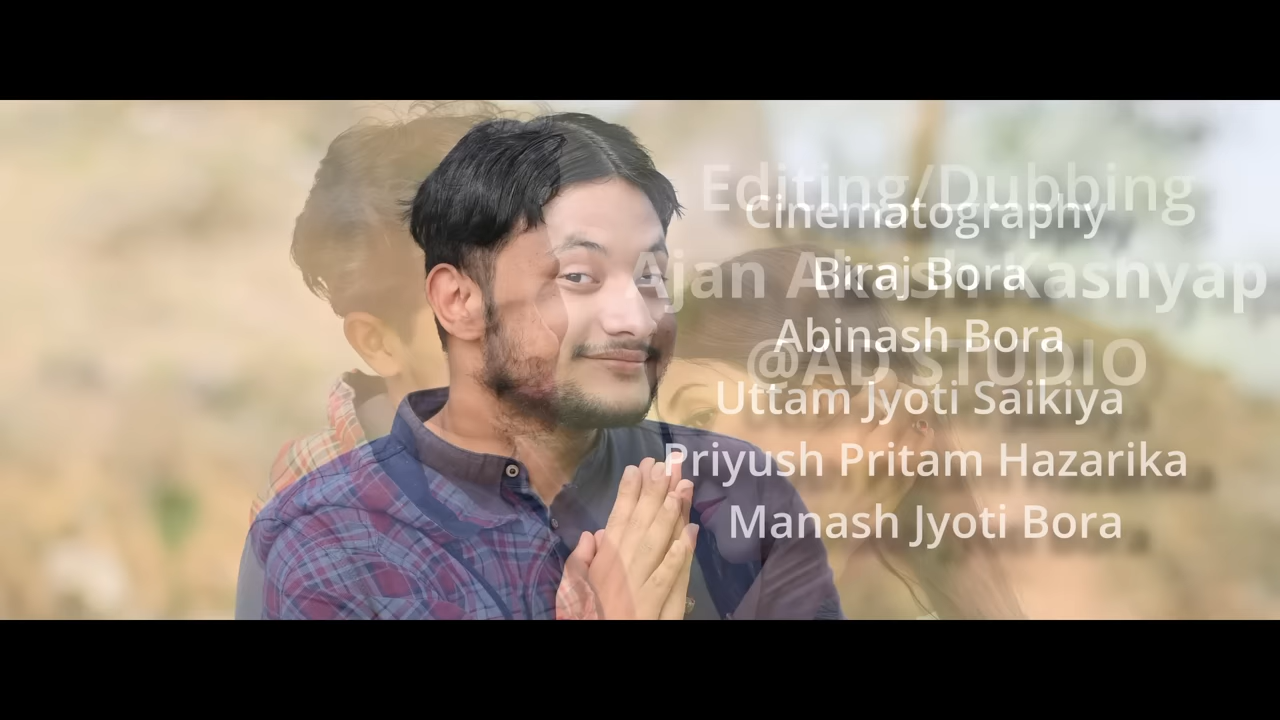 Editing/Dubbing
Ajan Akash Kashyap
@AD STUDIO
Cinematography
Biraj Bora
Abinash Bora
Uttam Jyoti Saikiya
Priyush Pritam Hazarika
Manash Jyoti Bora